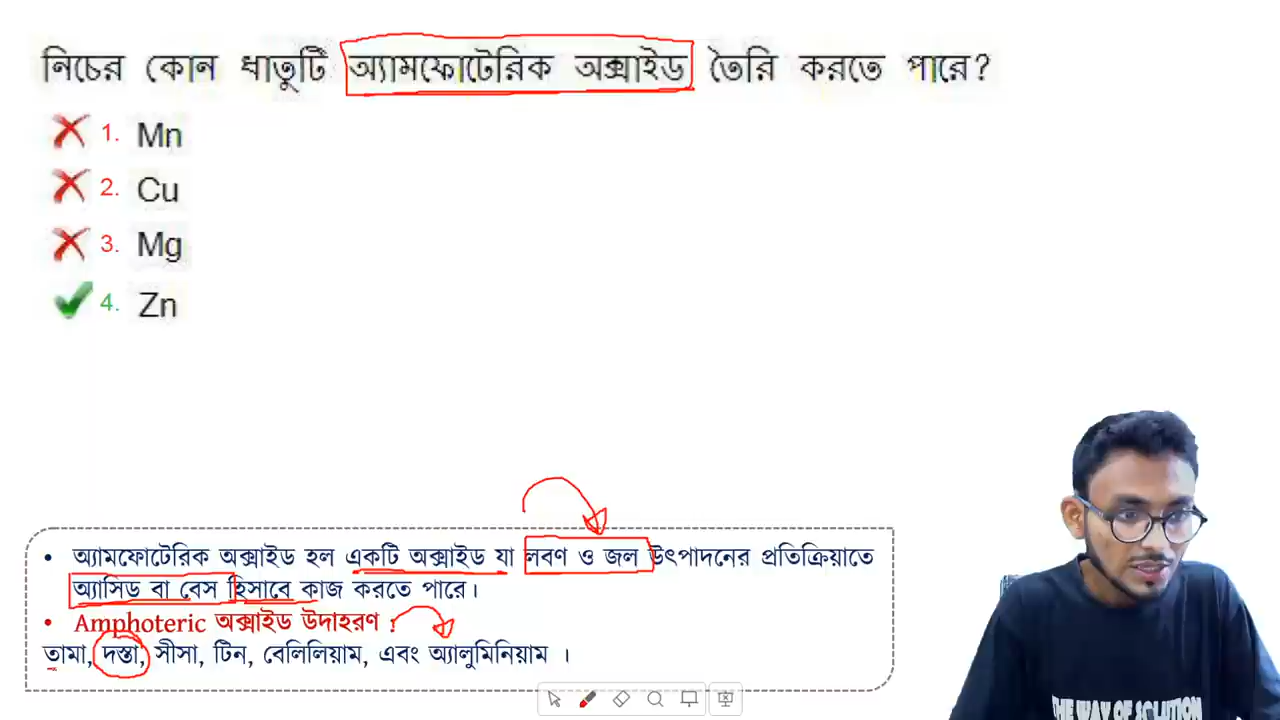 নিচের কোন ধাতুটি অ্যামফোটেরিক অক্সাইড তৈরি করতে পারে?
1. Mn
2. Cu
3. Mg
4. Zn
• অ্যামফোটেরিক অক্সাইড হল একটি অক্সাইড যা লবণ ও জল উৎপাদনের প্রতিক্রিয়াতে
অ্যাসিড বা বেস হিসাবে কাজ করতে পারে।
• Amphoteric অক্সাইড উদাহরণ :
তামা, দস্তা, সীসা, টিন, বেলিলিয়াম, এবং অ্যালুমিনিয়াম ।
THE WAY OF SOLUTION